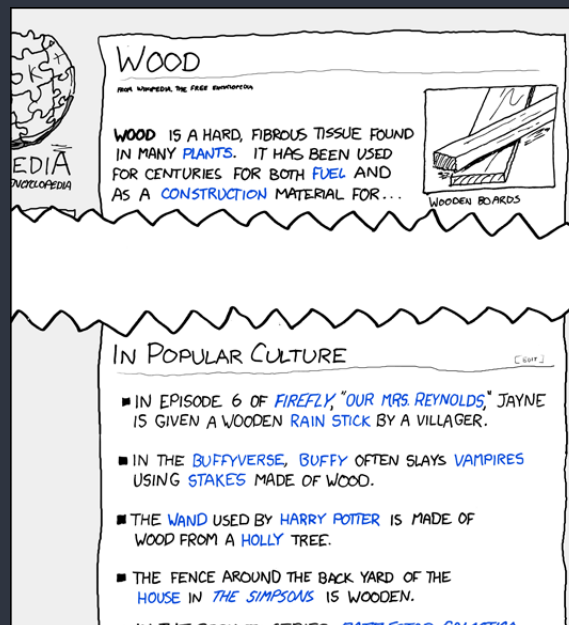 WOOD
FROM WIKIPEDIA, THE FREE ENCYCLOPEDIA
WOOD IS A HARD, FIBROUS TISSUE FOUND
IN MANY PLANTS. IT HAS BEEN USED
FOR CENTURIES FOR BOTH FUEL AND
AS A CONSTRUCTION MATERIAL FOR...
WOODEN BOARDS
EDIA
NCYCLOPEDIA
IN POPULAR CULTURE
[EDIT]
■ IN EPISODE 6 OF FIREFLY, "OUR MRS. REYNOLDS," JAYNE
IS GIVEN A WOODEN RAIN STICK BY A VILLAGER.
■ IN THE BUFFYVERSE, BUFFY OFTEN SLAYS VAMPIRES
USING STAKES MADE OF WOOD.
■ THE WAND USED BY HARRY POTTER IS MADE OF
WOOD FROM A HOLLY TREE.
■ THE FENCE AROUND THE BACK YARD OF THE
HOUSE IN THE SIMPSONS IS WOODEN.